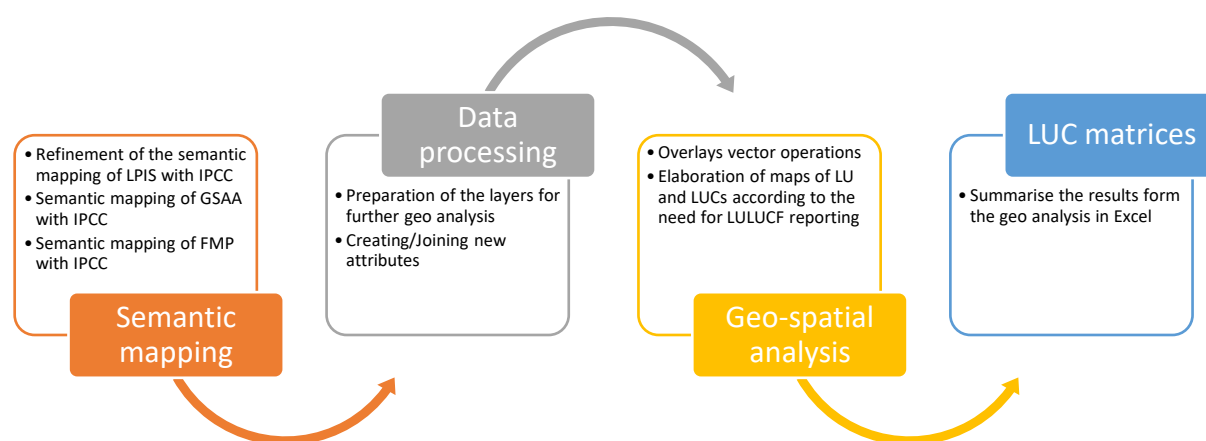 • Refinement of the semantic
mapping of LPIS with IPCC
• Semantic mapping of GSAA
with IPCC
• Semantic mapping of FMP
with IPCC
Semantic
mapping
Data
processing
• Preparation of the layers for
further geo analysis
• Creating/Joining new
attributes
• Overlays vector operations
• Elaboration of maps of LU
and LUCs according to the
need for LULUCF reporting
Geo-spatial
analysis
LUC matrices
• Summarise the results form
the geo analysis in Excel